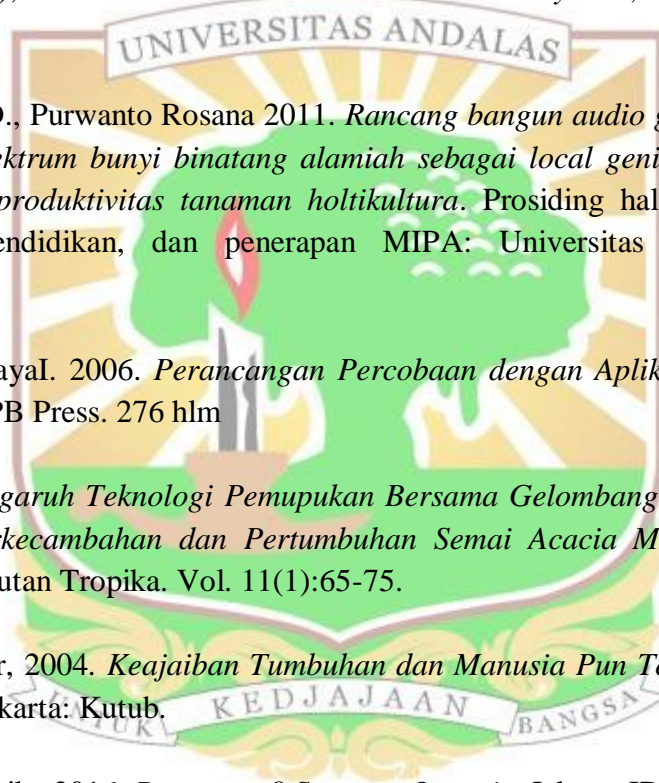 UNIVERSITAS ANDALAS
D., Purwanto Rosana 2011. Rancang bangun audio
ektrum bunyi binatang alamiah sebagai local geni
produktivitas tanaman holtikultura. Prosiding hal
endidikan, dan penerapan MIPA: Universitas
ayaI. 2006. Perancangan Percobaan dengan Aplik
PB Press. 276 hlm
garuh Teknologi Pemupukan Bersama Gelombang
rkecambahan dan Pertumbuhan Semai Acacia M
utan Tropika. Vol. 11(1):65-75.
r, 2004. Keajaiban Tumbuhan dan Manusia Pun
karta: Kutub.
UNTUK KEDJAJAAN BANGSA